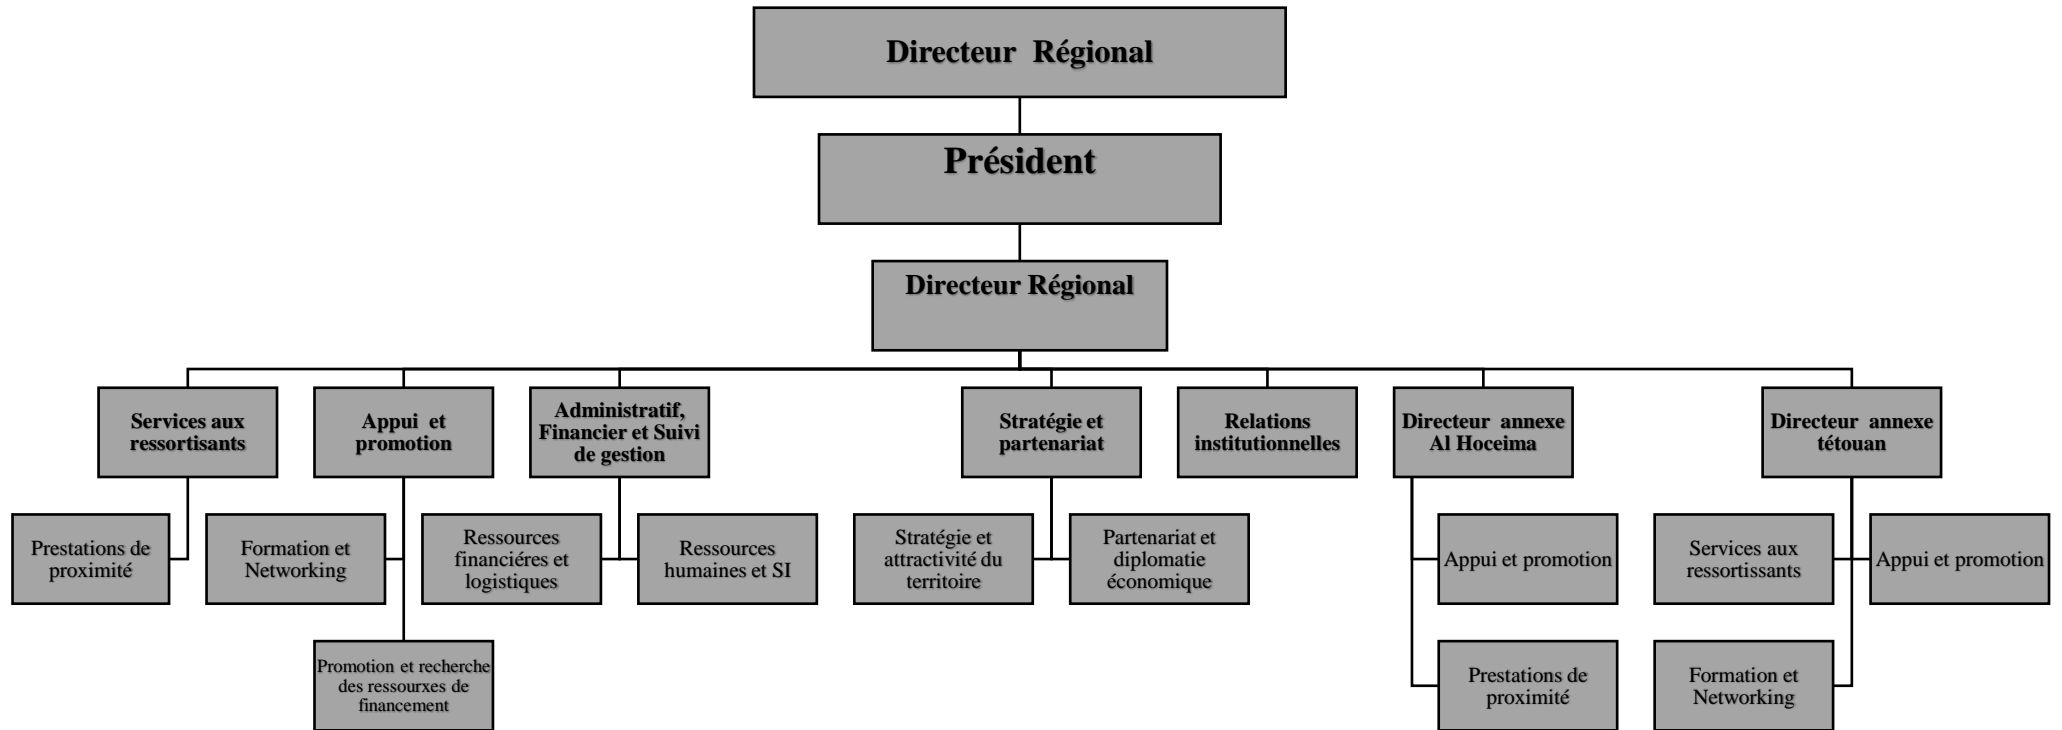 Directeur Régional
Président
Directeur Régional
Services aux
ressortisants
Appui et
promotion
Administratif,
Financier et Suivi
de gestion
Stratégie et
partenariat
Relations
institutionnelles
Directeur annexe
Al Hoceima
Directeur annexe
tétouan
Prestations de
proximité
Formation et
Networking
Ressources
financiéres et
logistiques
Ressources
humaines et SI
Stratégie et
attractivité du
territoire
Partenariat et
diplomatie
économique
Appui et promotion
Services aux
ressortissants
Appui et promotion
Promotion et recherche
des ressourxes de
financement
Prestations de
proximité
Formation et
Networking